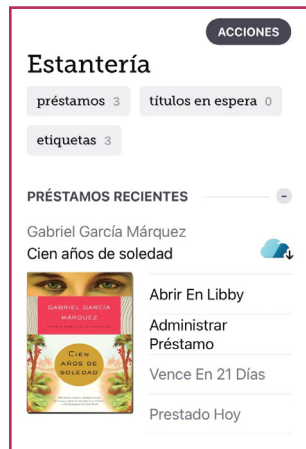 ACCIONES
Estantería
préstamos 3
títulos en espera 0
etiquetas 3
PRÉSTAMOS RECIENTES
Gabriel García Márquez
Cien años de soledad
GABRIEL GARCÍA
MÁRQUEZ
CIEN
AÑOS DE
SOLEDAD
Abrir En Libby
Administrar
Préstamo
Vence En 21 Días
Prestado Hoy